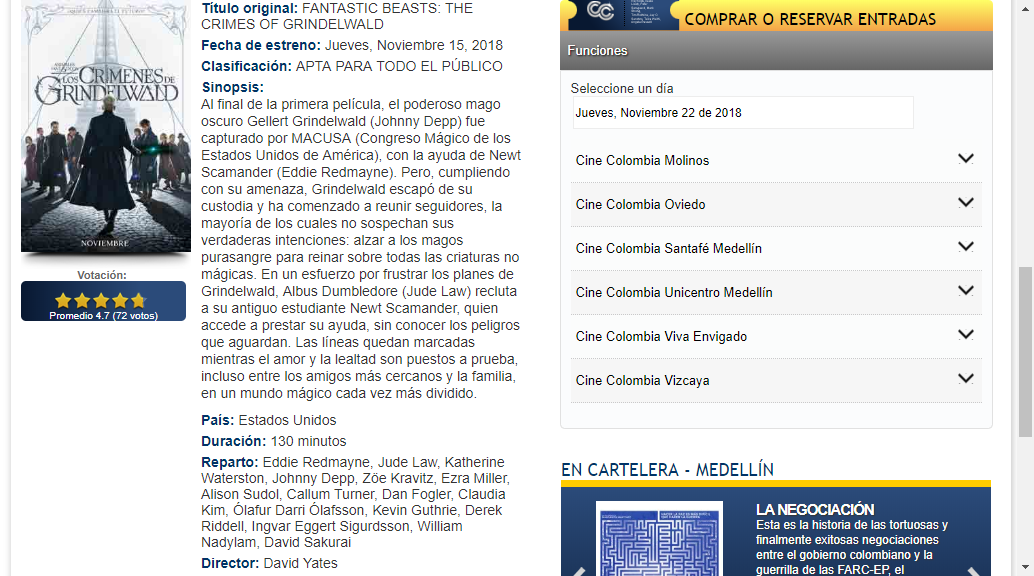 LOS CRÍMENES DE
GRINDELWALD
NOVIEMBRE
Votación:
Promedio 4.7 (72 votos)
Título original: FANTASTIC BEASTS: THE
CRIMES OF GRINDELWALD
Fecha de estreno: Jueves, Noviembre 15, 2018
Clasificación: APTA PARA TODO EL PÚBLICO
Sinopsis:
Al final de la primera película, el poderoso mago
oscuro Gellert Grindelwald (Johnny Depp) fue
capturado por MACUSA (Congreso Mágico de los
Estados Unidos de América), con la ayuda de Newt
Scamander (Eddie Redmayne). Pero, cumpliendo
con su amenaza, Grindelwald escapó de su
custodia y ha comenzado a reunir seguidores, la
mayoría de los cuales no sospechan sus
verdaderas intenciones: alzar a los magos
purasangre para reinar sobre todas las criaturas no
mágicas. En un esfuerzo por frustrar los planes de
Grindelwald, Albus Dumbledore (Jude Law) recluta
a su antiguo estudiante Newt Scamander, quien
accede a prestar su ayuda, sin conocer los peligros
que aguardan. Las líneas quedan marcadas
mientras el amor y la lealtad son puestos a prueba,
incluso entre los amigos más cercanos y la familia,
en un mundo mágico cada vez más dividido.
País: Estados Unidos
Duración: 130 minutos
Reparto: Eddie Redmayne, Jude Law, Katherine
Waterston, Johnny Depp, Zöe Kravitz, Ezra Miller,
Alison Sudol, Callum Turner, Dan Fogler, Claudia
Kim, Ólafur Darri Ólafsson, Kevin Guthrie, Derek
Riddell, Ingvar Eggert Sigurdsson, William
Nadylam, David Sakurai
Director: David Yates
CC
COMPRAR O RESERVAR ENTRADAS
Funciones
Seleccione un día
Jueves, Noviembre 22 de 2018
Cine Colombia Molinos
Cine Colombia Oviedo
Cine Colombia Santafé Medellín
Cine Colombia Unicentro Medellín
Cine Colombia Viva Envigado
Cine Colombia Vizcaya
EN CARTELERA - MEDELLÍN
LA NEGOCIACIÓN
Esta es la historia de las tortuosas y
finalmente exitosas negociaciones
entre el gobierno colombiano y la
guerrilla de las FARC-EP, el